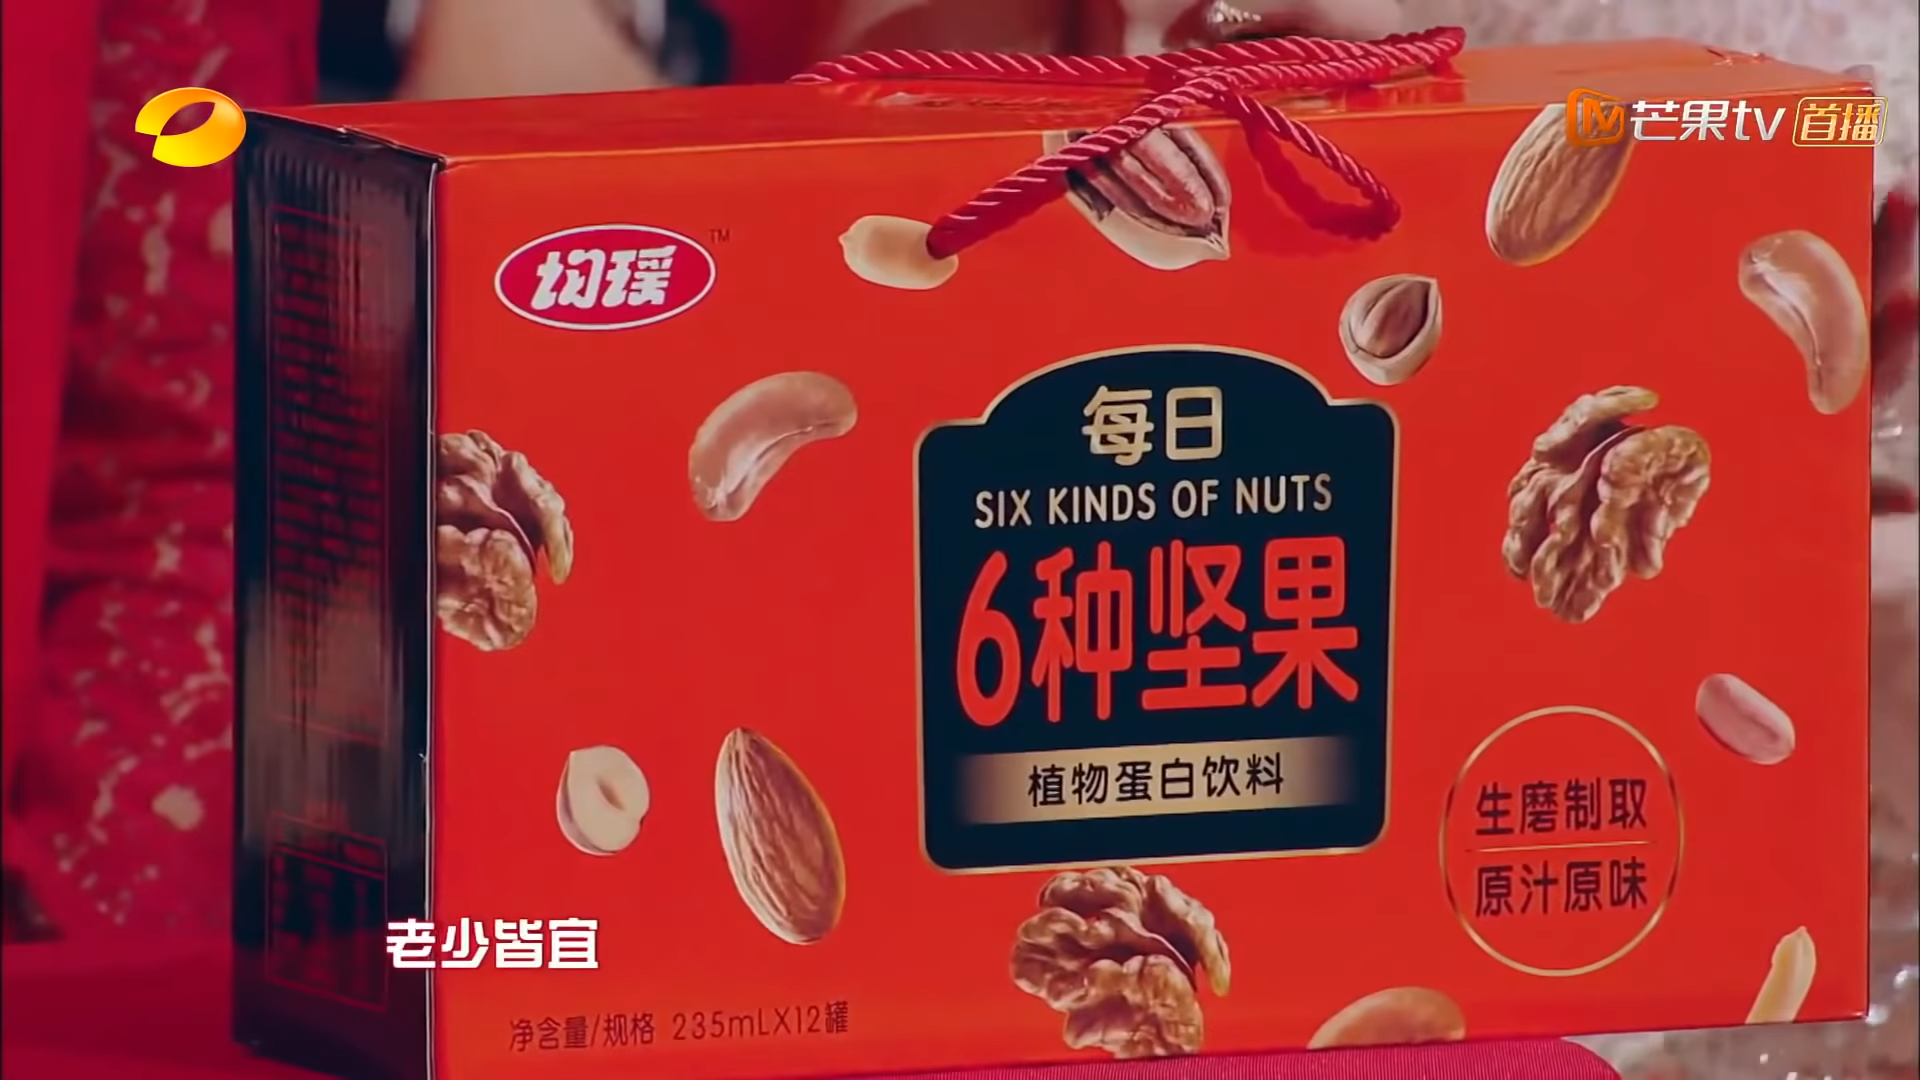 芒果tv 首播
均瑶 TM
每日
SIX KINDS OF NUTS
6种坚果
植物蛋白饮料
生磨制取
原汁原味
老少皆宜
净含量/规格 235mLX12罐